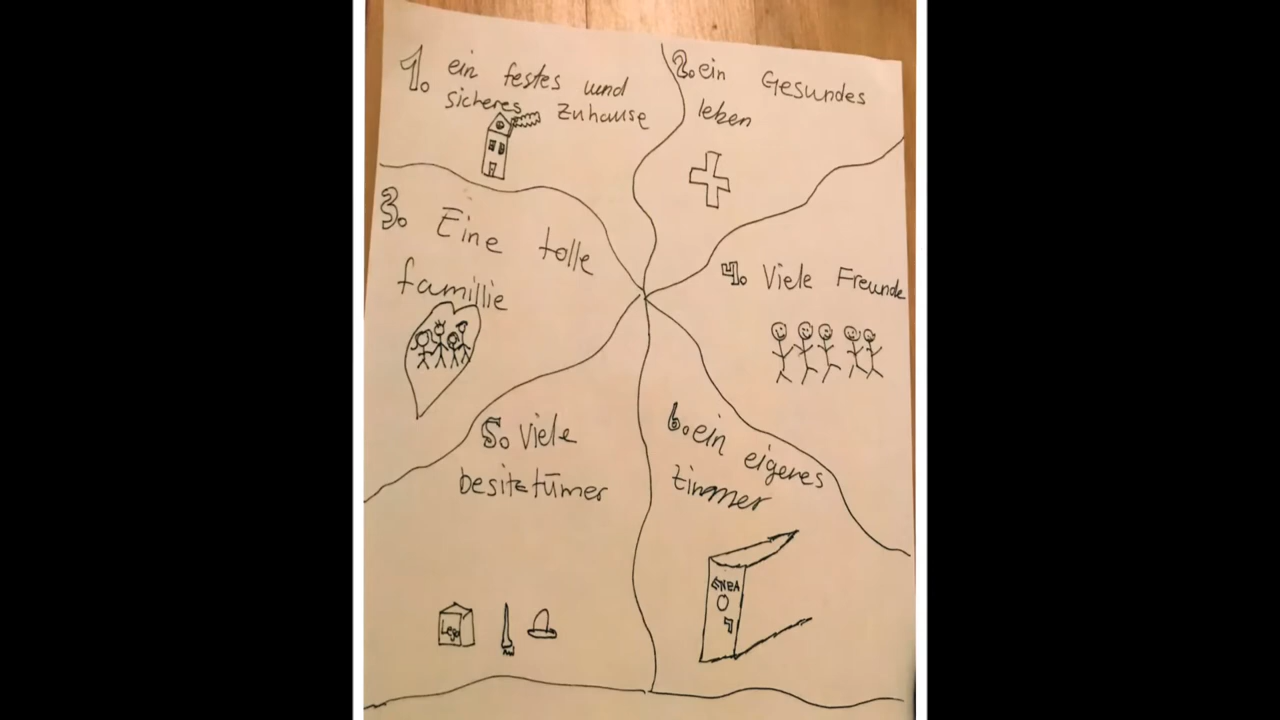 1. ein festes und
sicheres Zuhause
2. ein Gesundes
leben
3. Eine tolle
famillie
4. Viele Freunde
5. Viele
besitztümer
Lego
6. ein eigenes
Zimmer
NBA